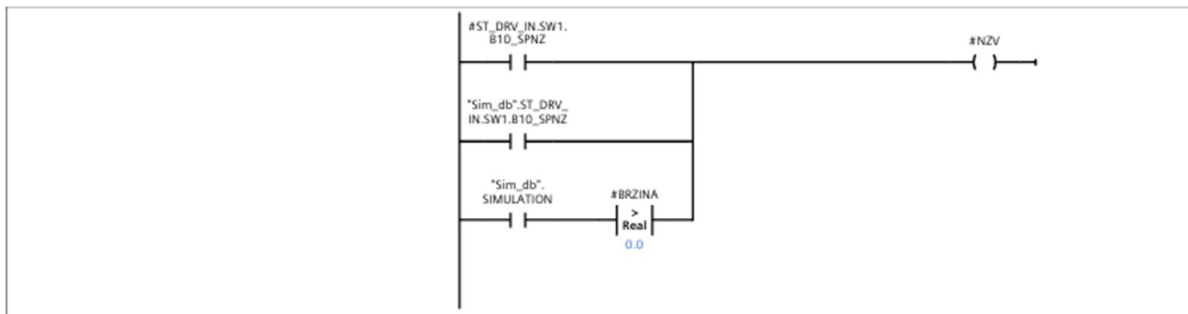 #ST_DRV_IN.SW1.
B10_SPNZ
#NZV
"Sim_db".ST_DRV_
IN.SW1.B10_SPNZ
"Sim_db".
SIMULATION
#BRZINA
>
Real
0.0